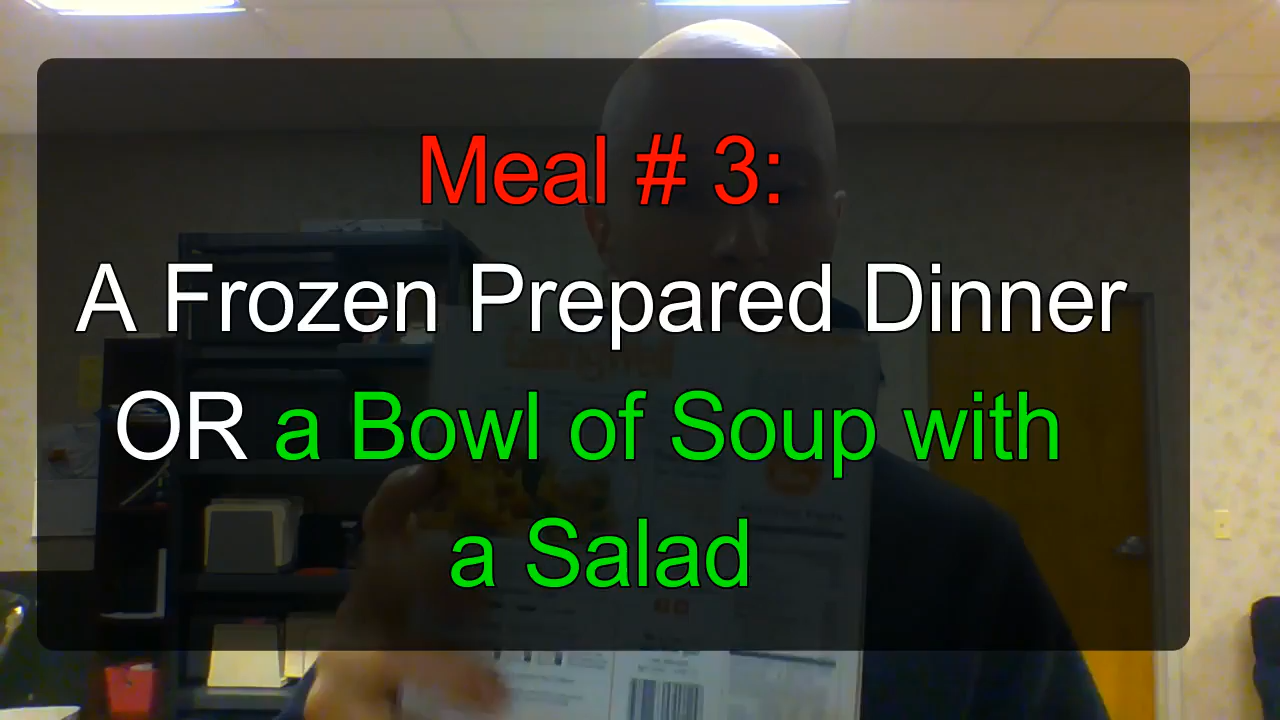 Meal # 3:
A Frozen Prepared Dinner
OR a Bowl of Soup with
a Salad